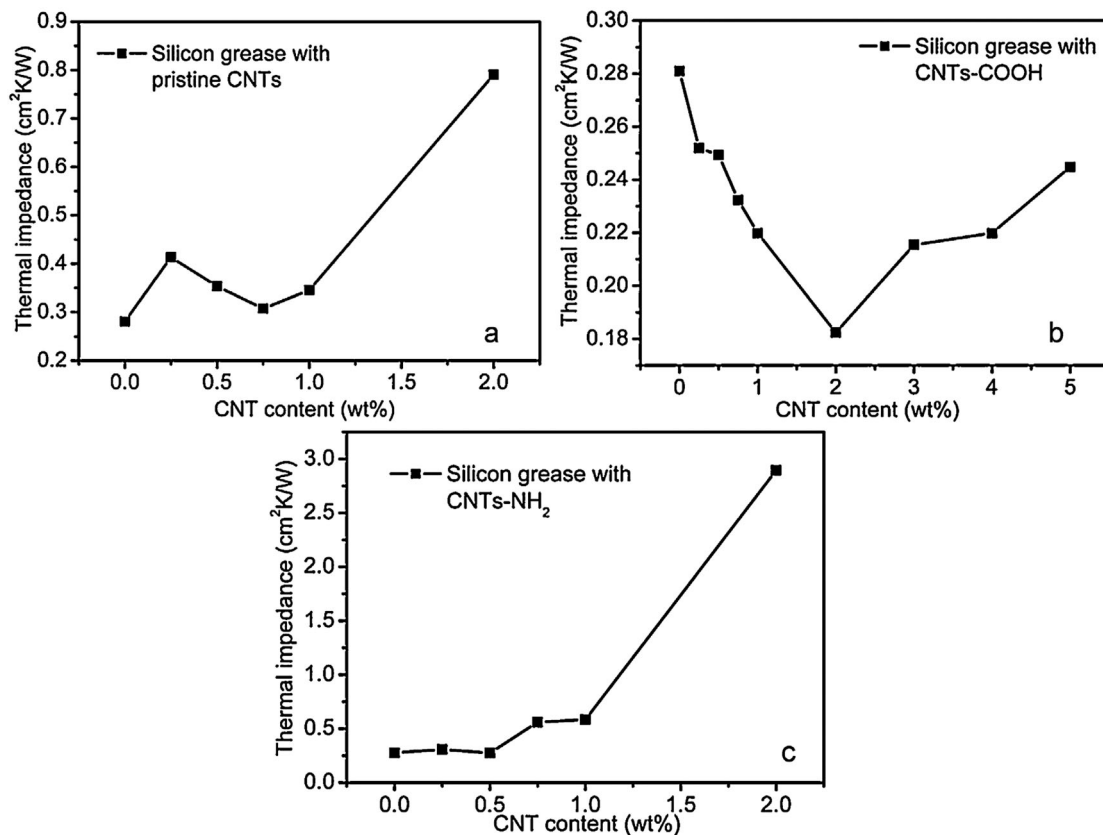 Thermal impedance (cm²K/W)
0.9
0.8
0.7
0.6
0.5
0.4
0.3
0.2
Silicon grease with
pristine CNTs
a
0.0 0.5 1.0 1.5 2.0
CNT content (wt%)
Thermal impedance (cm²K/W)
0.30
0.28
0.26
0.24
0.22
0.20
0.18
Silicon grease with
CNTs-COOH
b
0 1 2 3 4 5
CNT content (wt%)
Thermal impedance (cm²K/W)
3.0
2.5
2.0
1.5
1.0
0.5
0.0
Silicon grease with
CNTs-NH₂
c
0.0 0.5 1.0 1.5 2.0
CNT content (wt%)